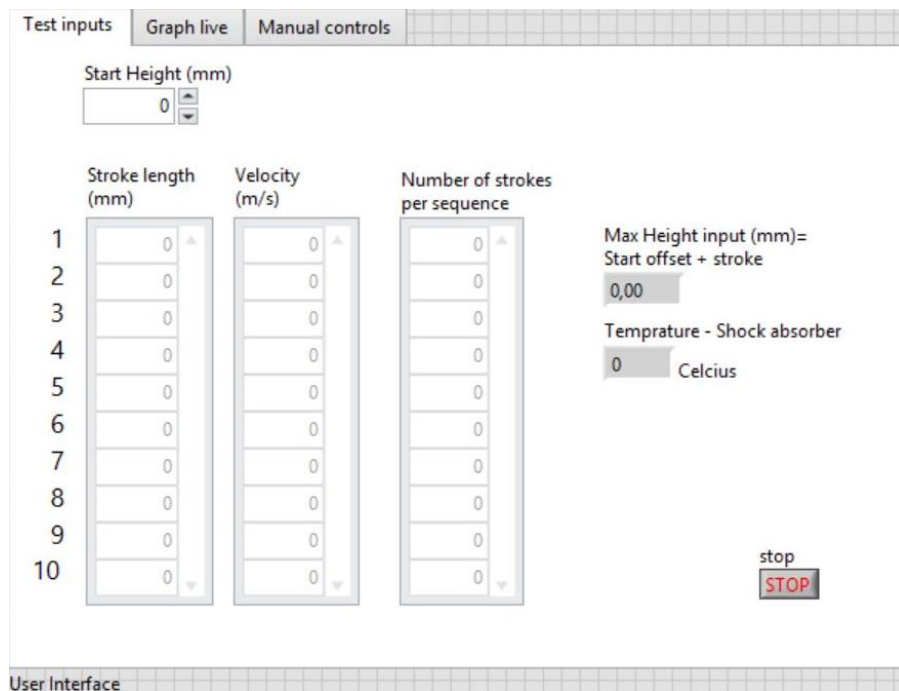 Test inputs Graph live Manual controls
Start Height (mm)
0
Stroke length Velocity Number of strokes
(mm) (m/s) per sequence
1 0 0 0
2 0 0 0
3 0 0 0
4 0 0 0
5 0 0 0
6 0 0 0
7 0 0 0
8 0 0 0
9 0 0 0
10 0 0 0
Max Height input (mm)=
Start offset + stroke
0,00
Temprature - Shock absorber
0 Celcius
stop
STOP
User Interface